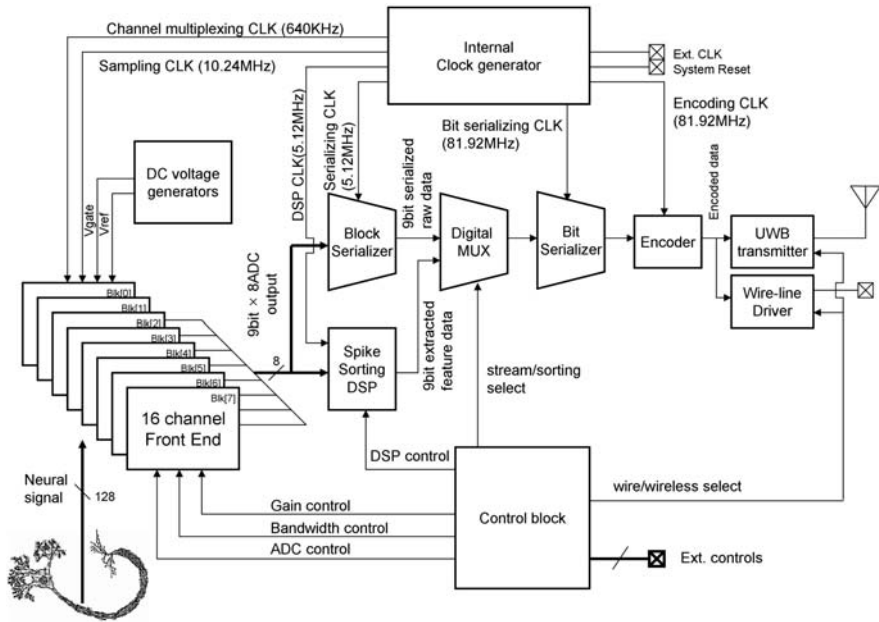 Channel multiplexing CLK (640KHz)
Sampling CLK (10.24MHz)
Internal
Clock generator
Ext. CLK
System Reset
Encoding CLK
(81.92MHz)
Bit serializing CLK
(81.92MHz)
DSP CLK(5.12MHz)
Serializing CLK
(5.12MHz)
DC voltage
generators
Vgate
Vref
9bit serialized
raw data
Encoded data
Block
Serializer
Digital
MUX
Bit
Serializer
Encoder
UWB
transmitter
Wire-line
Driver
9bit × 8ADC
output
8
Spike
Sorting
DSP
9bit extracted
feature data
stream/sorting
select
Blk[0]
Blk[1]
Blk[2]
Blk[3]
Blk[4]
Blk[5]
Blk[6]
Blk[7]
16 channel
Front End
Neural
signal
128
DSP control
Gain control
Bandwidth control
ADC control
Control block
wire/wireless select
Ext. controls